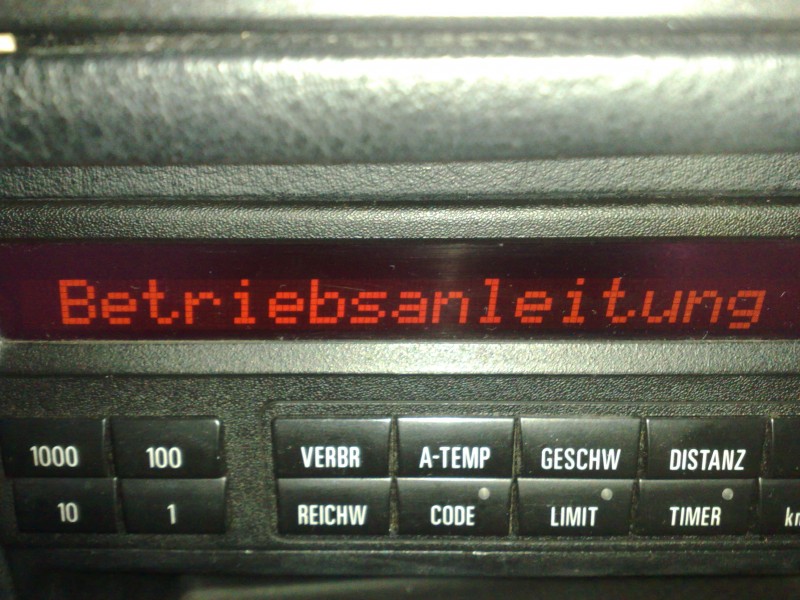 Betriebsanleitung
1000 100 VERBR A-TEMP GESCHW DISTANZ
10 1 REICHW CODE LIMIT TIMER